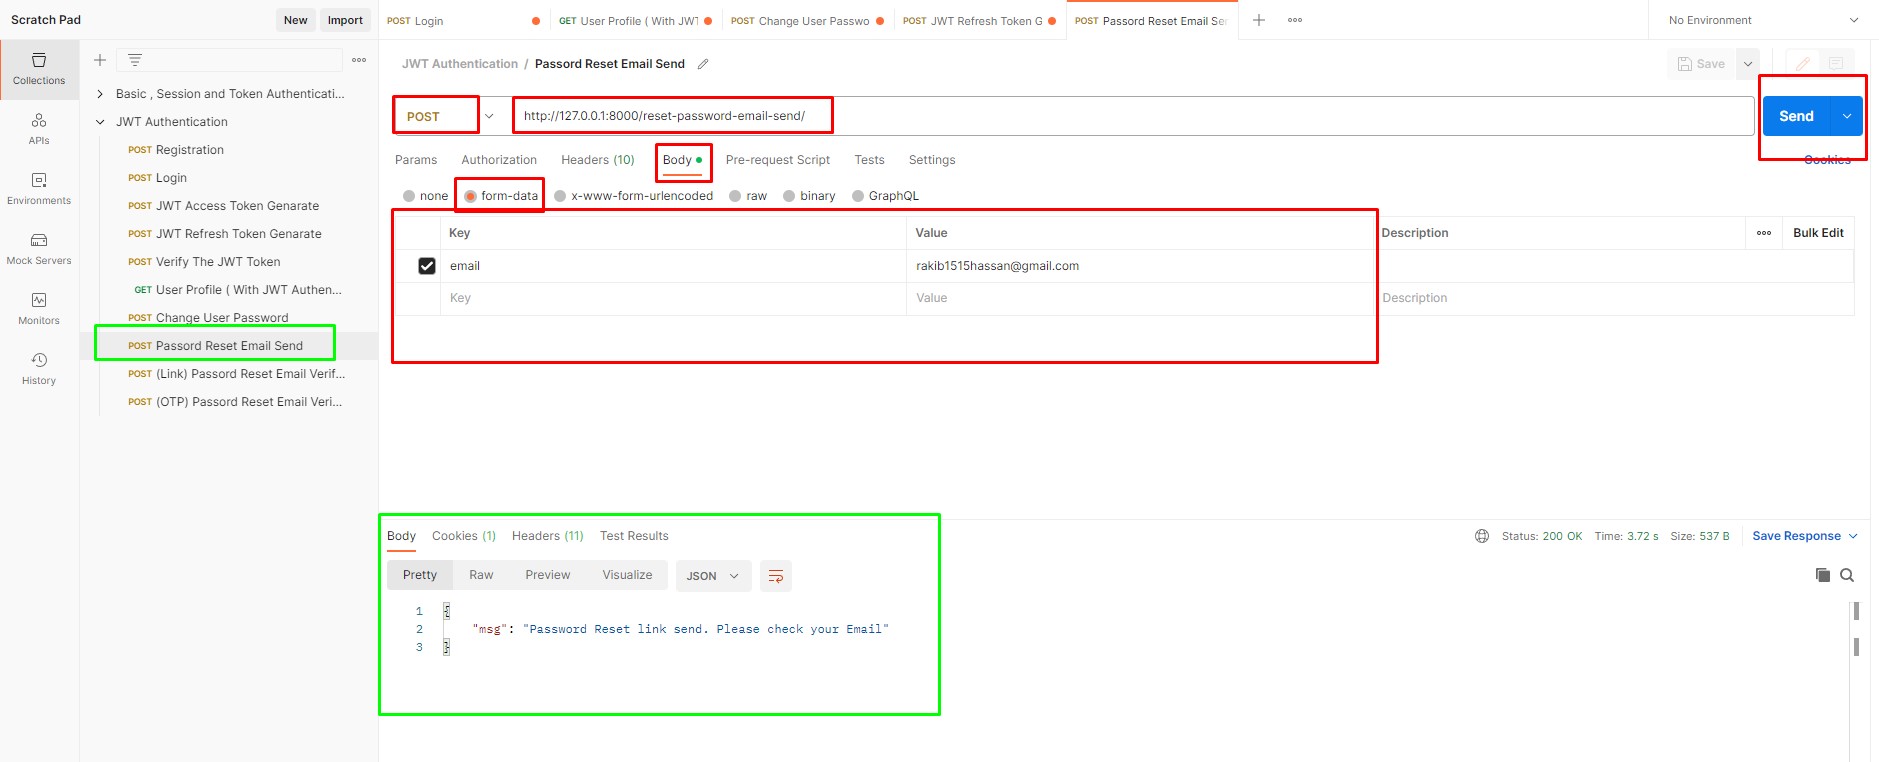 Scratch Pad
New
Import
POST Login
GET User Profile ( With JWT
POST Change User Passwo
POST JWT Refresh Token G
POST Passord Reset Email Sen
No Environment
Collections
APIs
Environments
Mock Servers
Monitors
History
Basic , Session and Token Authenticati...
JWT Authentication
POST Registration
POST Login
POST JWT Access Token Genarate
POST JWT Refresh Token Genarate
POST Verify The JWT Token
GET User Profile ( With JWT Authen...
POST Change User Password
POST Passord Reset Email Send
POST (Link) Passord Reset Email Verif...
POST (OTP) Passord Reset Email Veri...
JWT Authentication / Passord Reset Email Send
Save
POST
http://127.0.0.1:8000/reset-password-email-send/
Send
Params Authorization Headers (10) Body Pre-request Script Tests Settings
Cookies
none form-data x-www-form-urlencoded raw binary GraphQL
Key Value Description Bulk Edit
email rakib1515hassan@gmail.com
Key Value Description
Body Cookies (1) Headers (11) Test Results
Status: 200 OK Time: 3.72 s Size: 537 B Save Response
Pretty Raw Preview Visualize JSON
1 {
2 "msg": "Password Reset link send. Please check your Email"
3 }